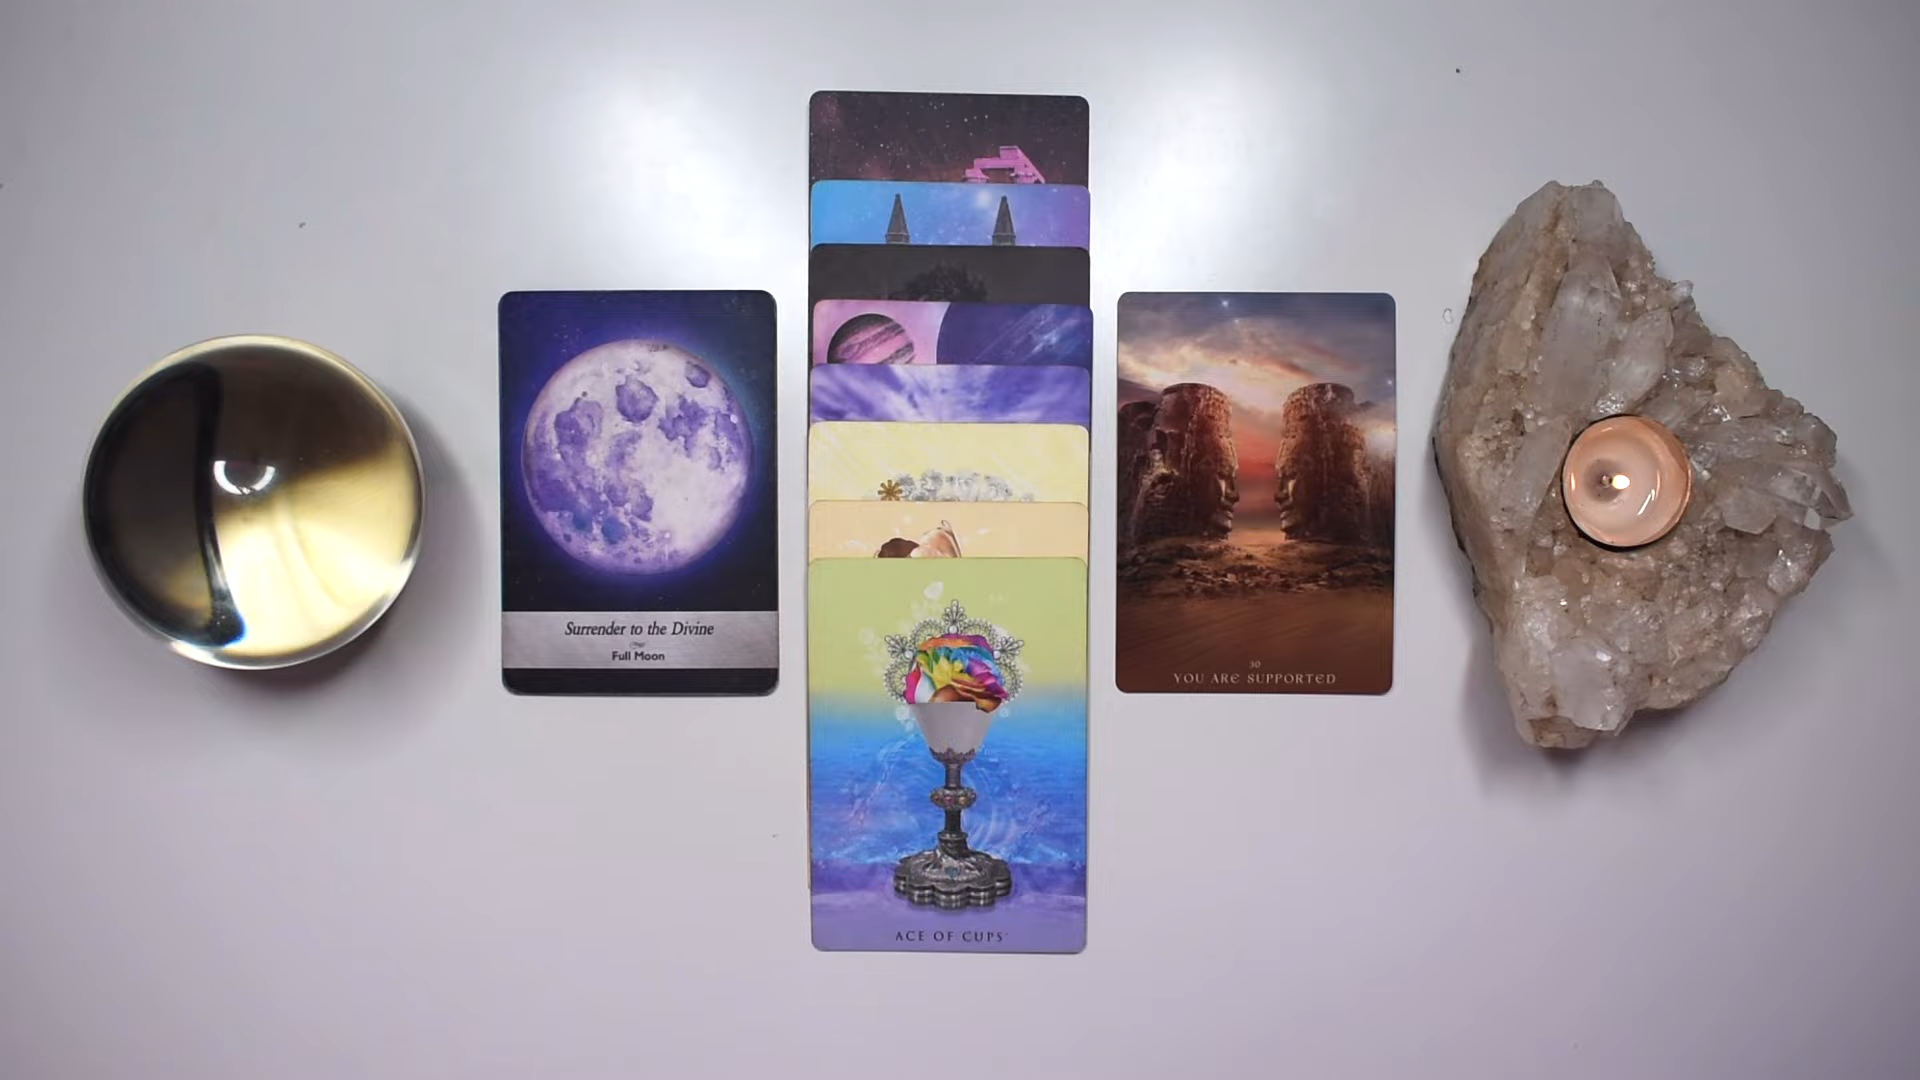 Surrender to the Divine
Full Moon
30
YOU ARE SUPPORTED
ACE OF CUPS